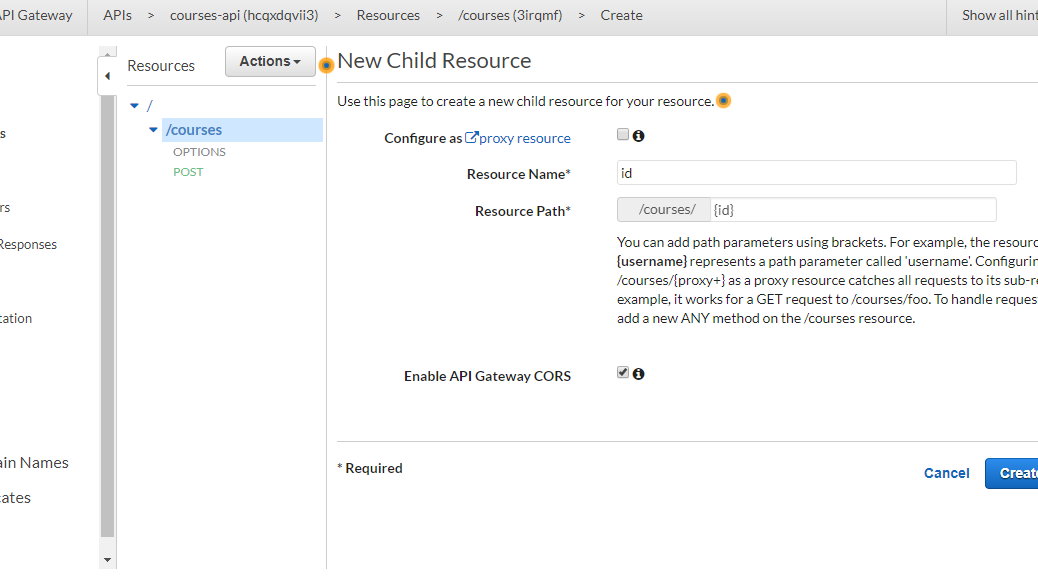 API Gateway APIs > courses-api (hcqxdqvii3) > Resources > /courses (3irqmf) > Create Show all hint
Resources Actions
New Child Resource
Use this page to create a new child resource for your resource.
/
/courses
OPTIONS
POST
Configure as proxy resource
Resource Name* id
Resource Path* /courses/ {id}
You can add path parameters using brackets. For example, the resourc
{username} represents a path parameter called 'username'. Configurin
/courses/{proxy+} as a proxy resource catches all requests to its sub-re
example, it works for a GET request to /courses/foo. To handle reques
add a new ANY method on the /courses resource.
Enable API Gateway CORS
* Required
Cancel Create
s
rs
Responses
tation
ain Names
cates